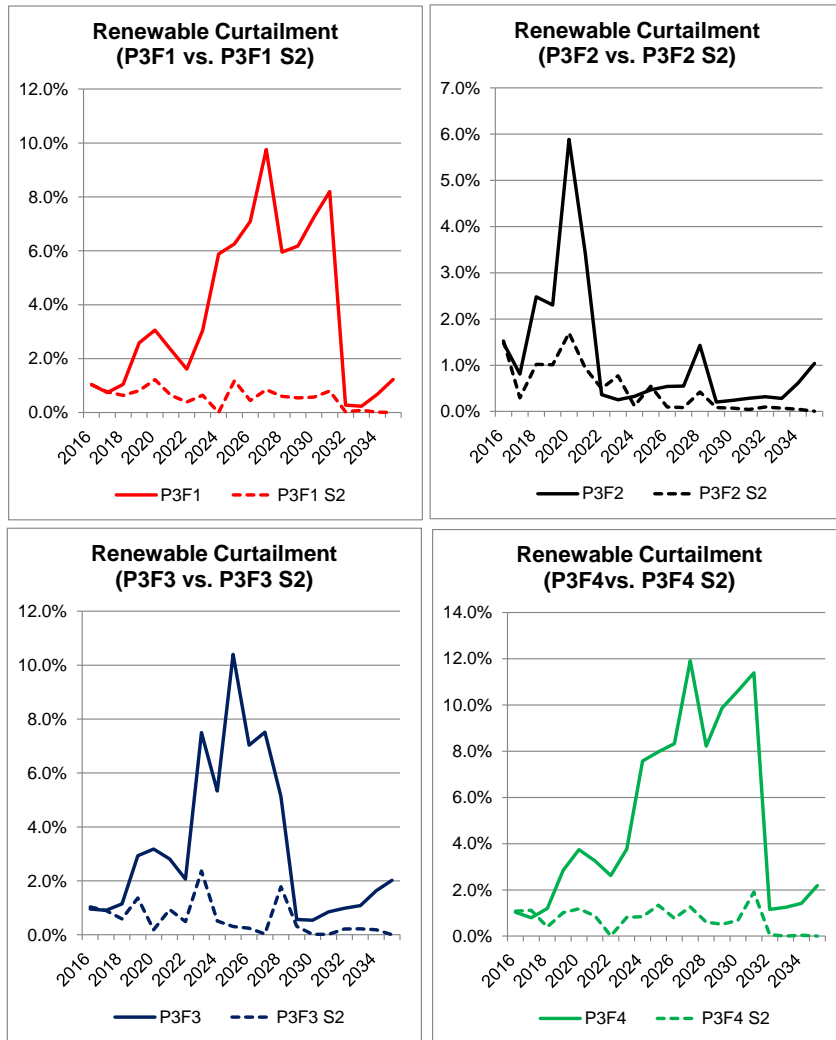 Renewable Curtailment
(P3F1 vs. P3F1 S2)
12.0%
10.0%
8.0%
6.0%
4.0%
2.0%
0.0%
2016 2018 2020 2022 2024 2026 2028 2030 2032 2034
P3F1 P3F1 S2
Renewable Curtailment
(P3F2 vs. P3F2 S2)
7.0%
6.0%
5.0%
4.0%
3.0%
2.0%
1.0%
0.0%
2016 2018 2020 2022 2024 2026 2028 2030 2032 2034
P3F2 P3F2 S2
Renewable Curtailment
(P3F3 vs. P3F3 S2)
12.0%
10.0%
8.0%
6.0%
4.0%
2.0%
0.0%
2016 2018 2020 2022 2024 2026 2028 2030 2032 2034
P3F3 P3F3 S2
Renewable Curtailment
(P3F4vs. P3F4 S2)
14.0%
12.0%
10.0%
8.0%
6.0%
4.0%
2.0%
0.0%
2016 2018 2020 2022 2024 2026 2028 2030 2032 2034
P3F4 P3F4 S2